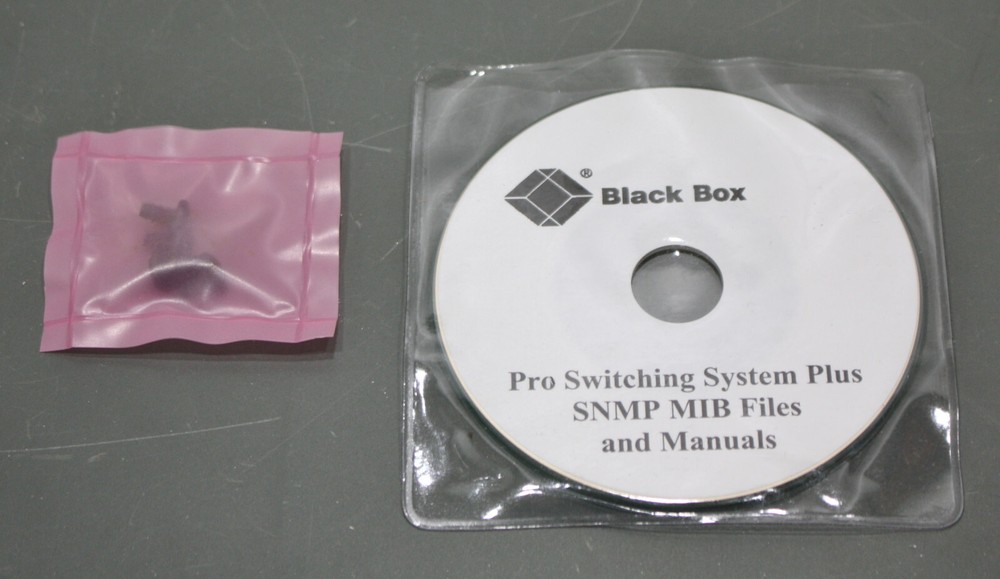 ® Black Box
Pro Switching System Plus
SNMP MIB Files
and Manuals